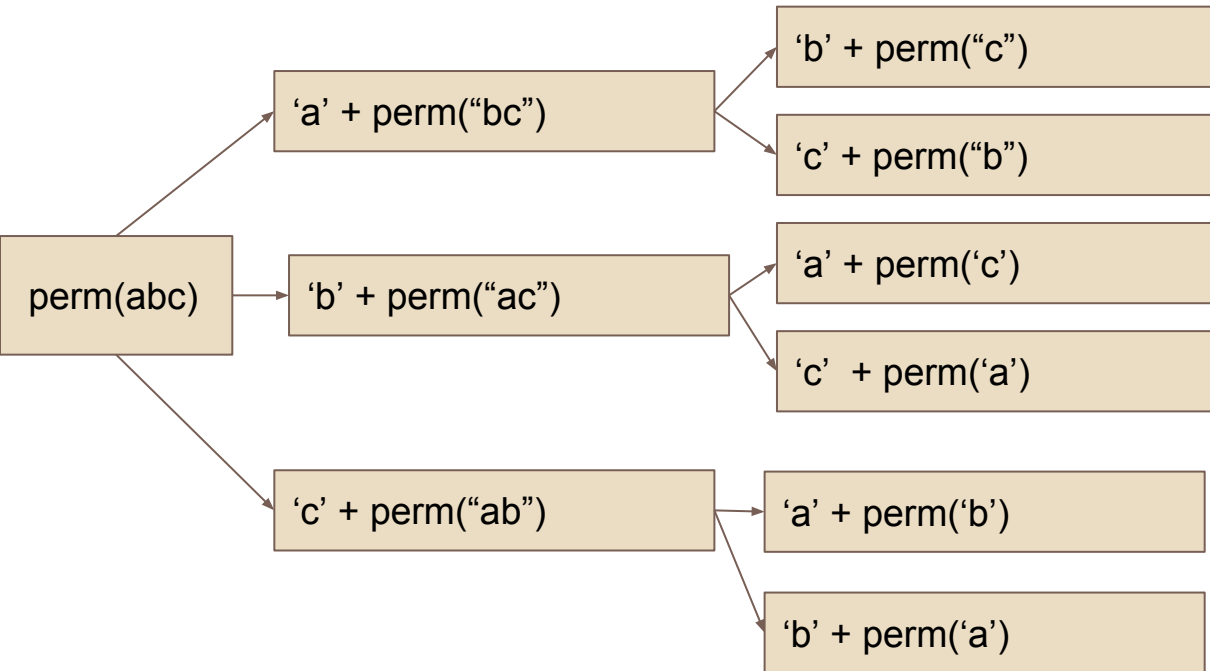 ‘b’ + perm(“c”)
‘a’ + perm(“bc”)
‘c’ + perm(“b”)
‘a’ + perm(‘c’)
perm(abc)
‘b’ + perm(“ac”)
‘c’  + perm(‘a’)
‘c’ + perm(“ab”)
‘a’ + perm(‘b’)
‘b’ + perm(‘a’)